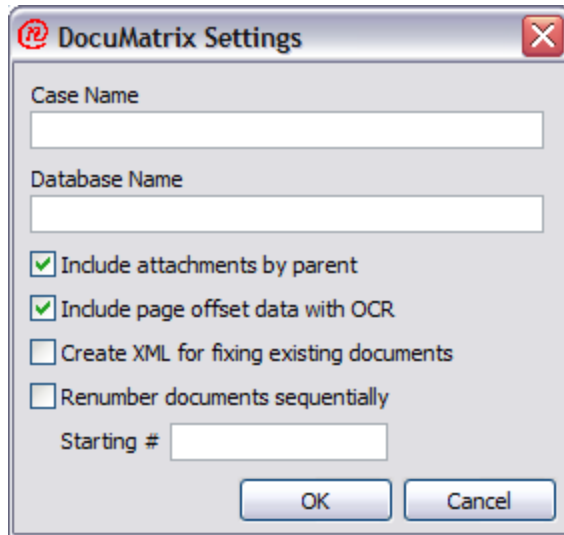 DocuMatrix Settings
Case Name
Database Name
Include attachments by parent
Include page offset data with OCR
Create XML for fixing existing documents
Renumber documents sequentially
Starting #
OK Cancel